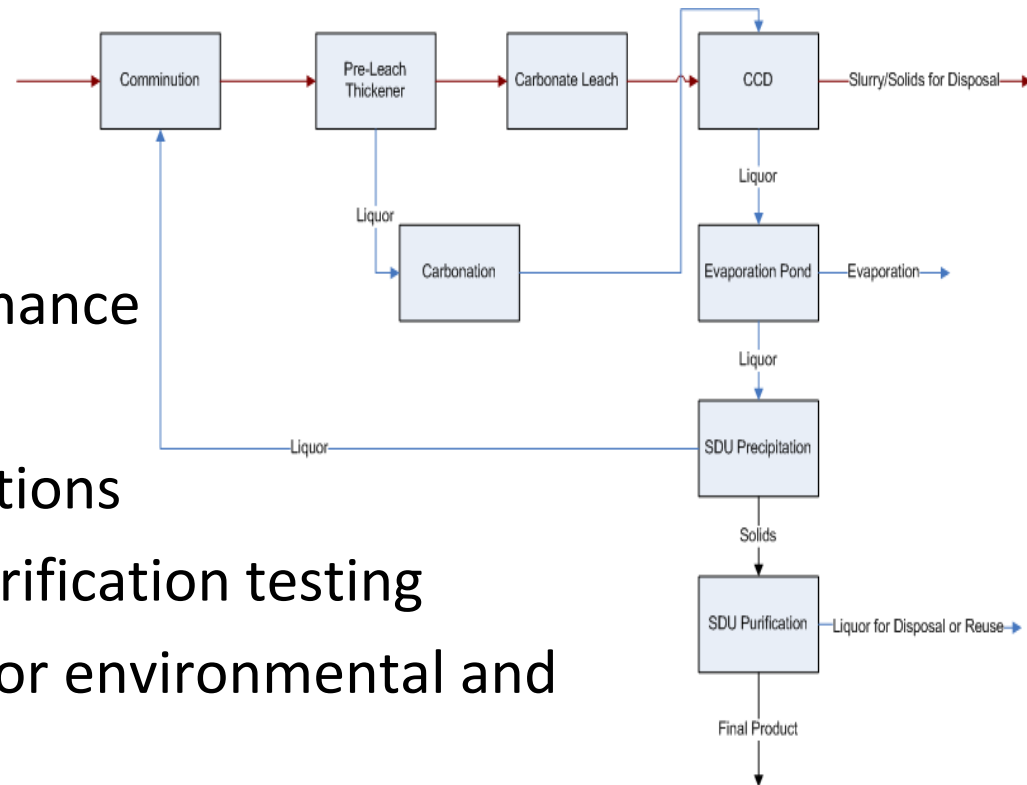 Comminution
Pre-Leach
Thickener
Carbonate Leach
CCD
Slurry/Solids for Disposal
Liquor
Liquor
Carbonation
Evaporation Pond
Evaporation
nance
Liquor
Liquor
SDU Precipitation
tions
Solids
rification testing
SDU Purification
Liquor for Disposal or Reuse
or environmental and
Final Product